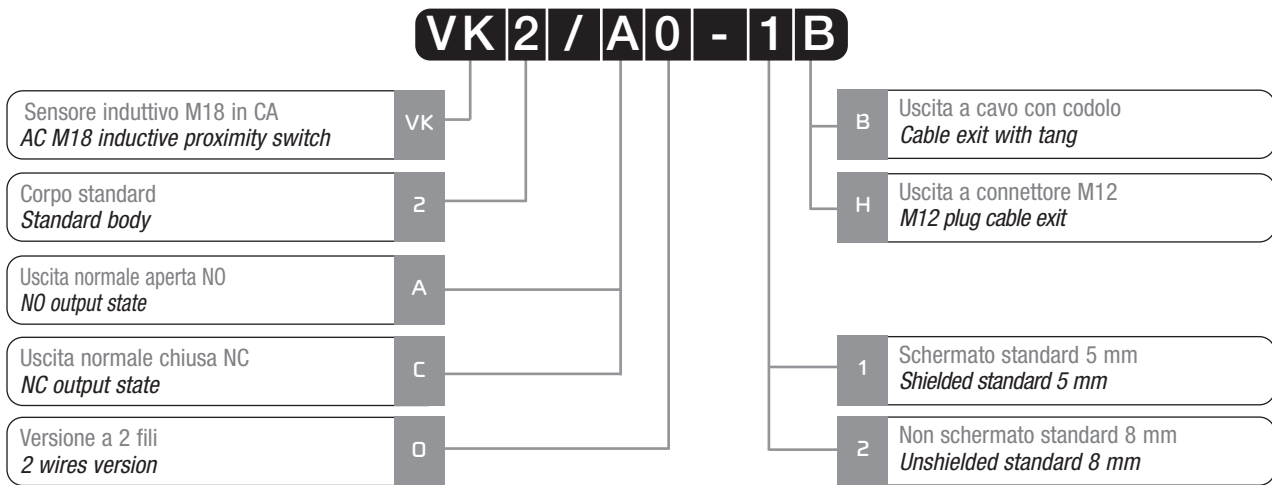 VK2/A0-1B
Sensore induttivo M18 in CA
AC M18 inductive proximity switch
VK
Corpo standard
Standard body
2
Uscita normale aperta NO
NO output state
A
Uscita normale chiusa NC
NC output state
C
Versione a 2 fili
2 wires version
0
B
Uscita a cavo con codolo
Cable exit with tang
H
Uscita a connettore M12
M12 plug cable exit
1
Schermato standard 5 mm
Shielded standard 5 mm
2
Non schermato standard 8 mm
Unshielded standard 8 mm